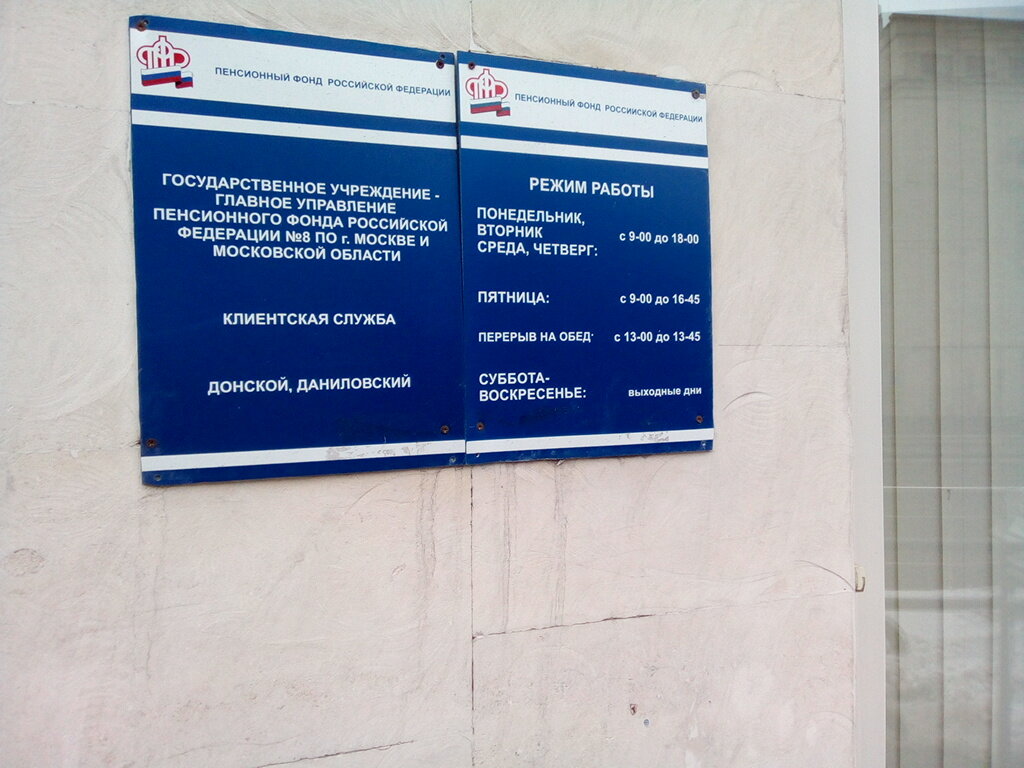 ПФР
ПЕНСИОННЫЙ ФОНД РОССИЙСКОЙ ФЕДЕРАЦИИ
ГОСУДАРСТВЕННОЕ УЧРЕЖДЕНИЕ -
ГЛАВНОЕ УПРАВЛЕНИЕ
ПЕНСИОННОГО ФОНДА РОССИЙСКОЙ
ФЕДЕРАЦИИ №8 ПО г. МОСКВЕ И
МОСКОВСКОЙ ОБЛАСТИ
КЛИЕНТСКАЯ СЛУЖБА
ДОНСКОЙ, ДАНИЛОВСКИЙ
ПФР
ПЕНСИОННЫЙ ФОНД РОССИЙСКОЙ ФЕДЕРАЦИИ
РЕЖИМ РАБОТЫ
ПОНЕДЕЛЬНИК,
ВТОРНИК
СРЕДА, ЧЕТВЕРГ: с 9-00 до 18-00
ПЯТНИЦА: с 9-00 до 16-45
ПЕРЕРЫВ НА ОБЕД: с 13-00 до 13-45
СУББОТА-
ВОСКРЕСЕНЬЕ: выходные дни